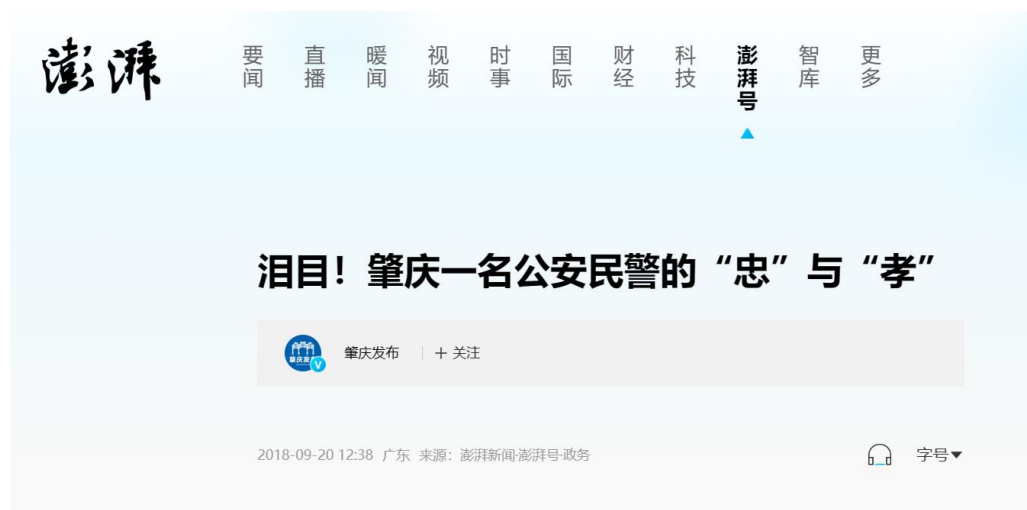 澎湃
要闻 直播 暖闻 视频 时事 国际 财经 科技 澎湃号 智库 更多
泪目！肇庆一名公安民警的“忠”与“孝”
肇庆发布 + 关注
2018-09-20 12:38 广东 来源：澎湃新闻·澎湃号·政务 字号▼